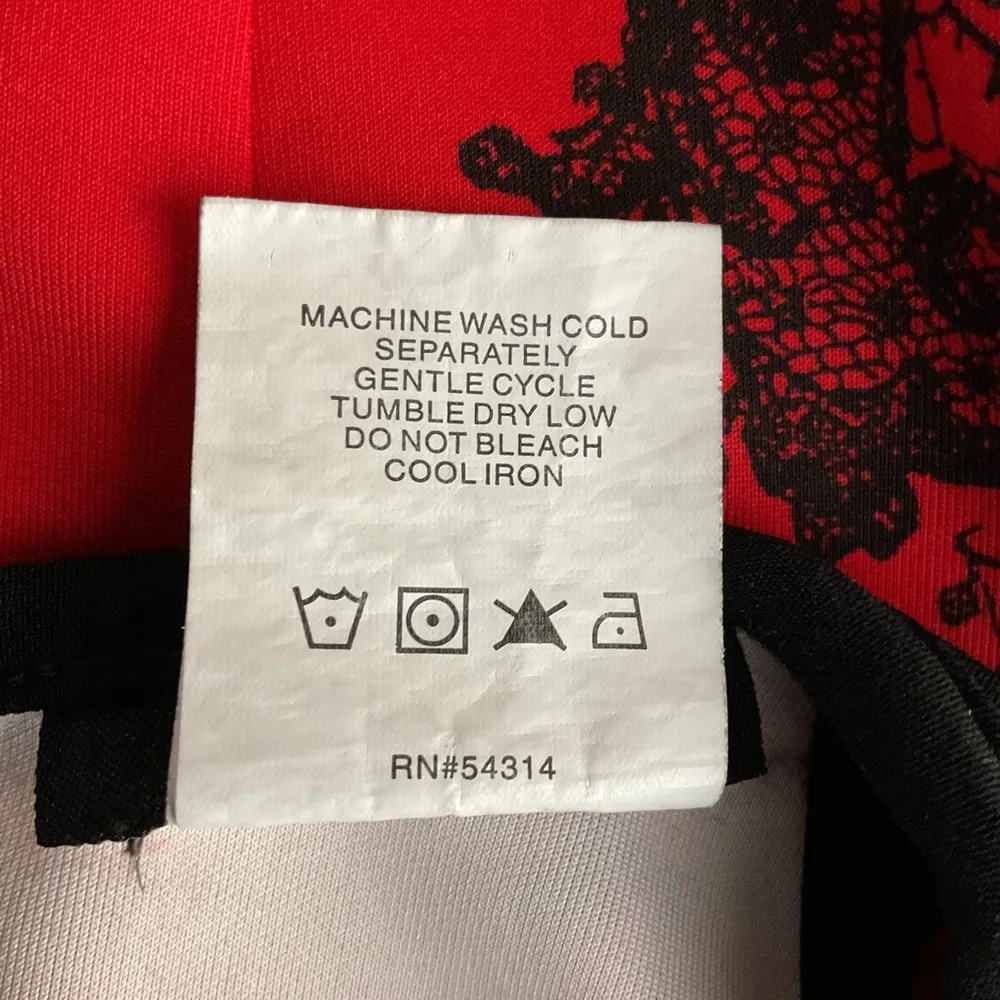 MACHINE WASH COLD
SEPARATELY
GENTLE CYCLE
TUMBLE DRY LOW
DO NOT BLEACH
COOL IRON
RN#54314